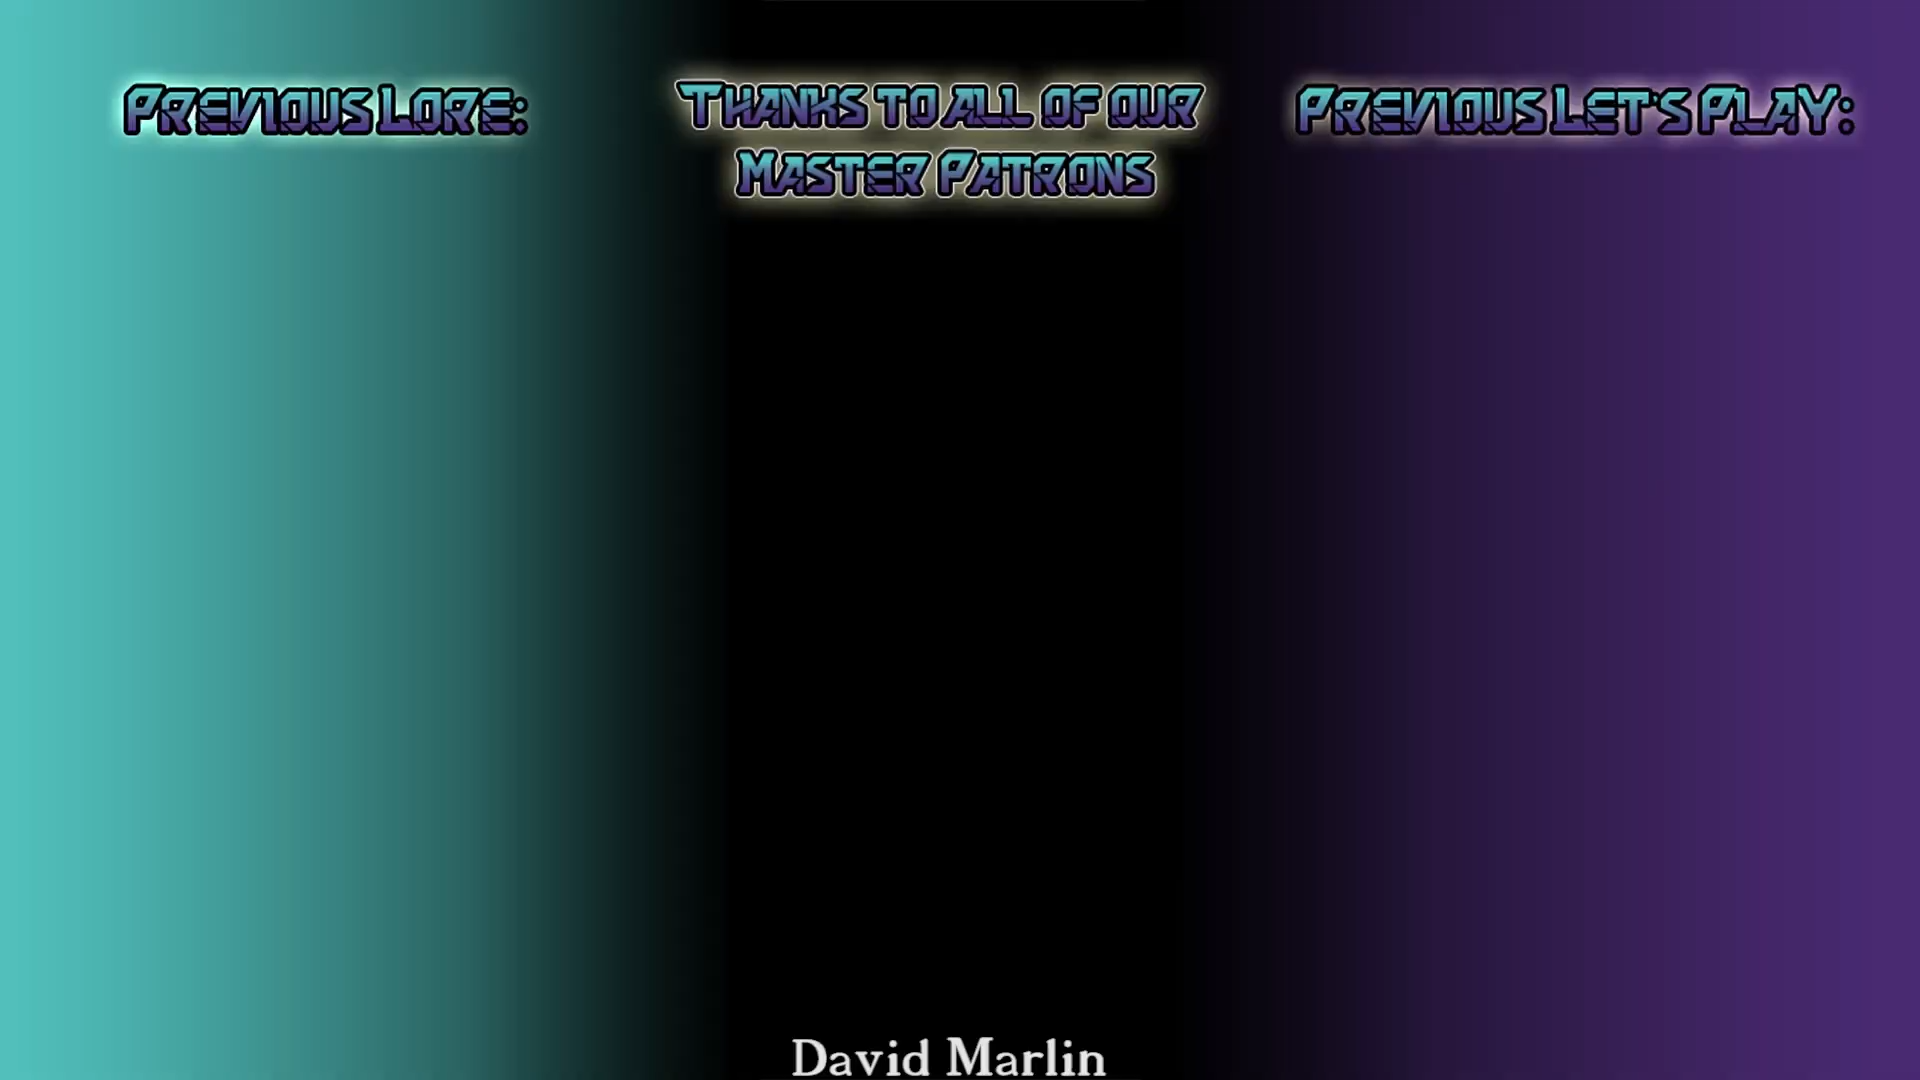 Previous Lore:
Thanks to all of our
Master Patrons
Previous Let's Play:
David Marlin